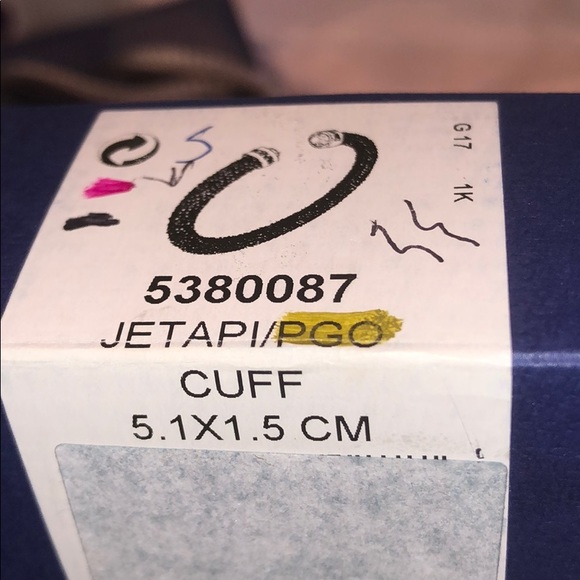 G17 1K
5380087
JETAPI/PGO
CUFF
5.1X1.5 CM